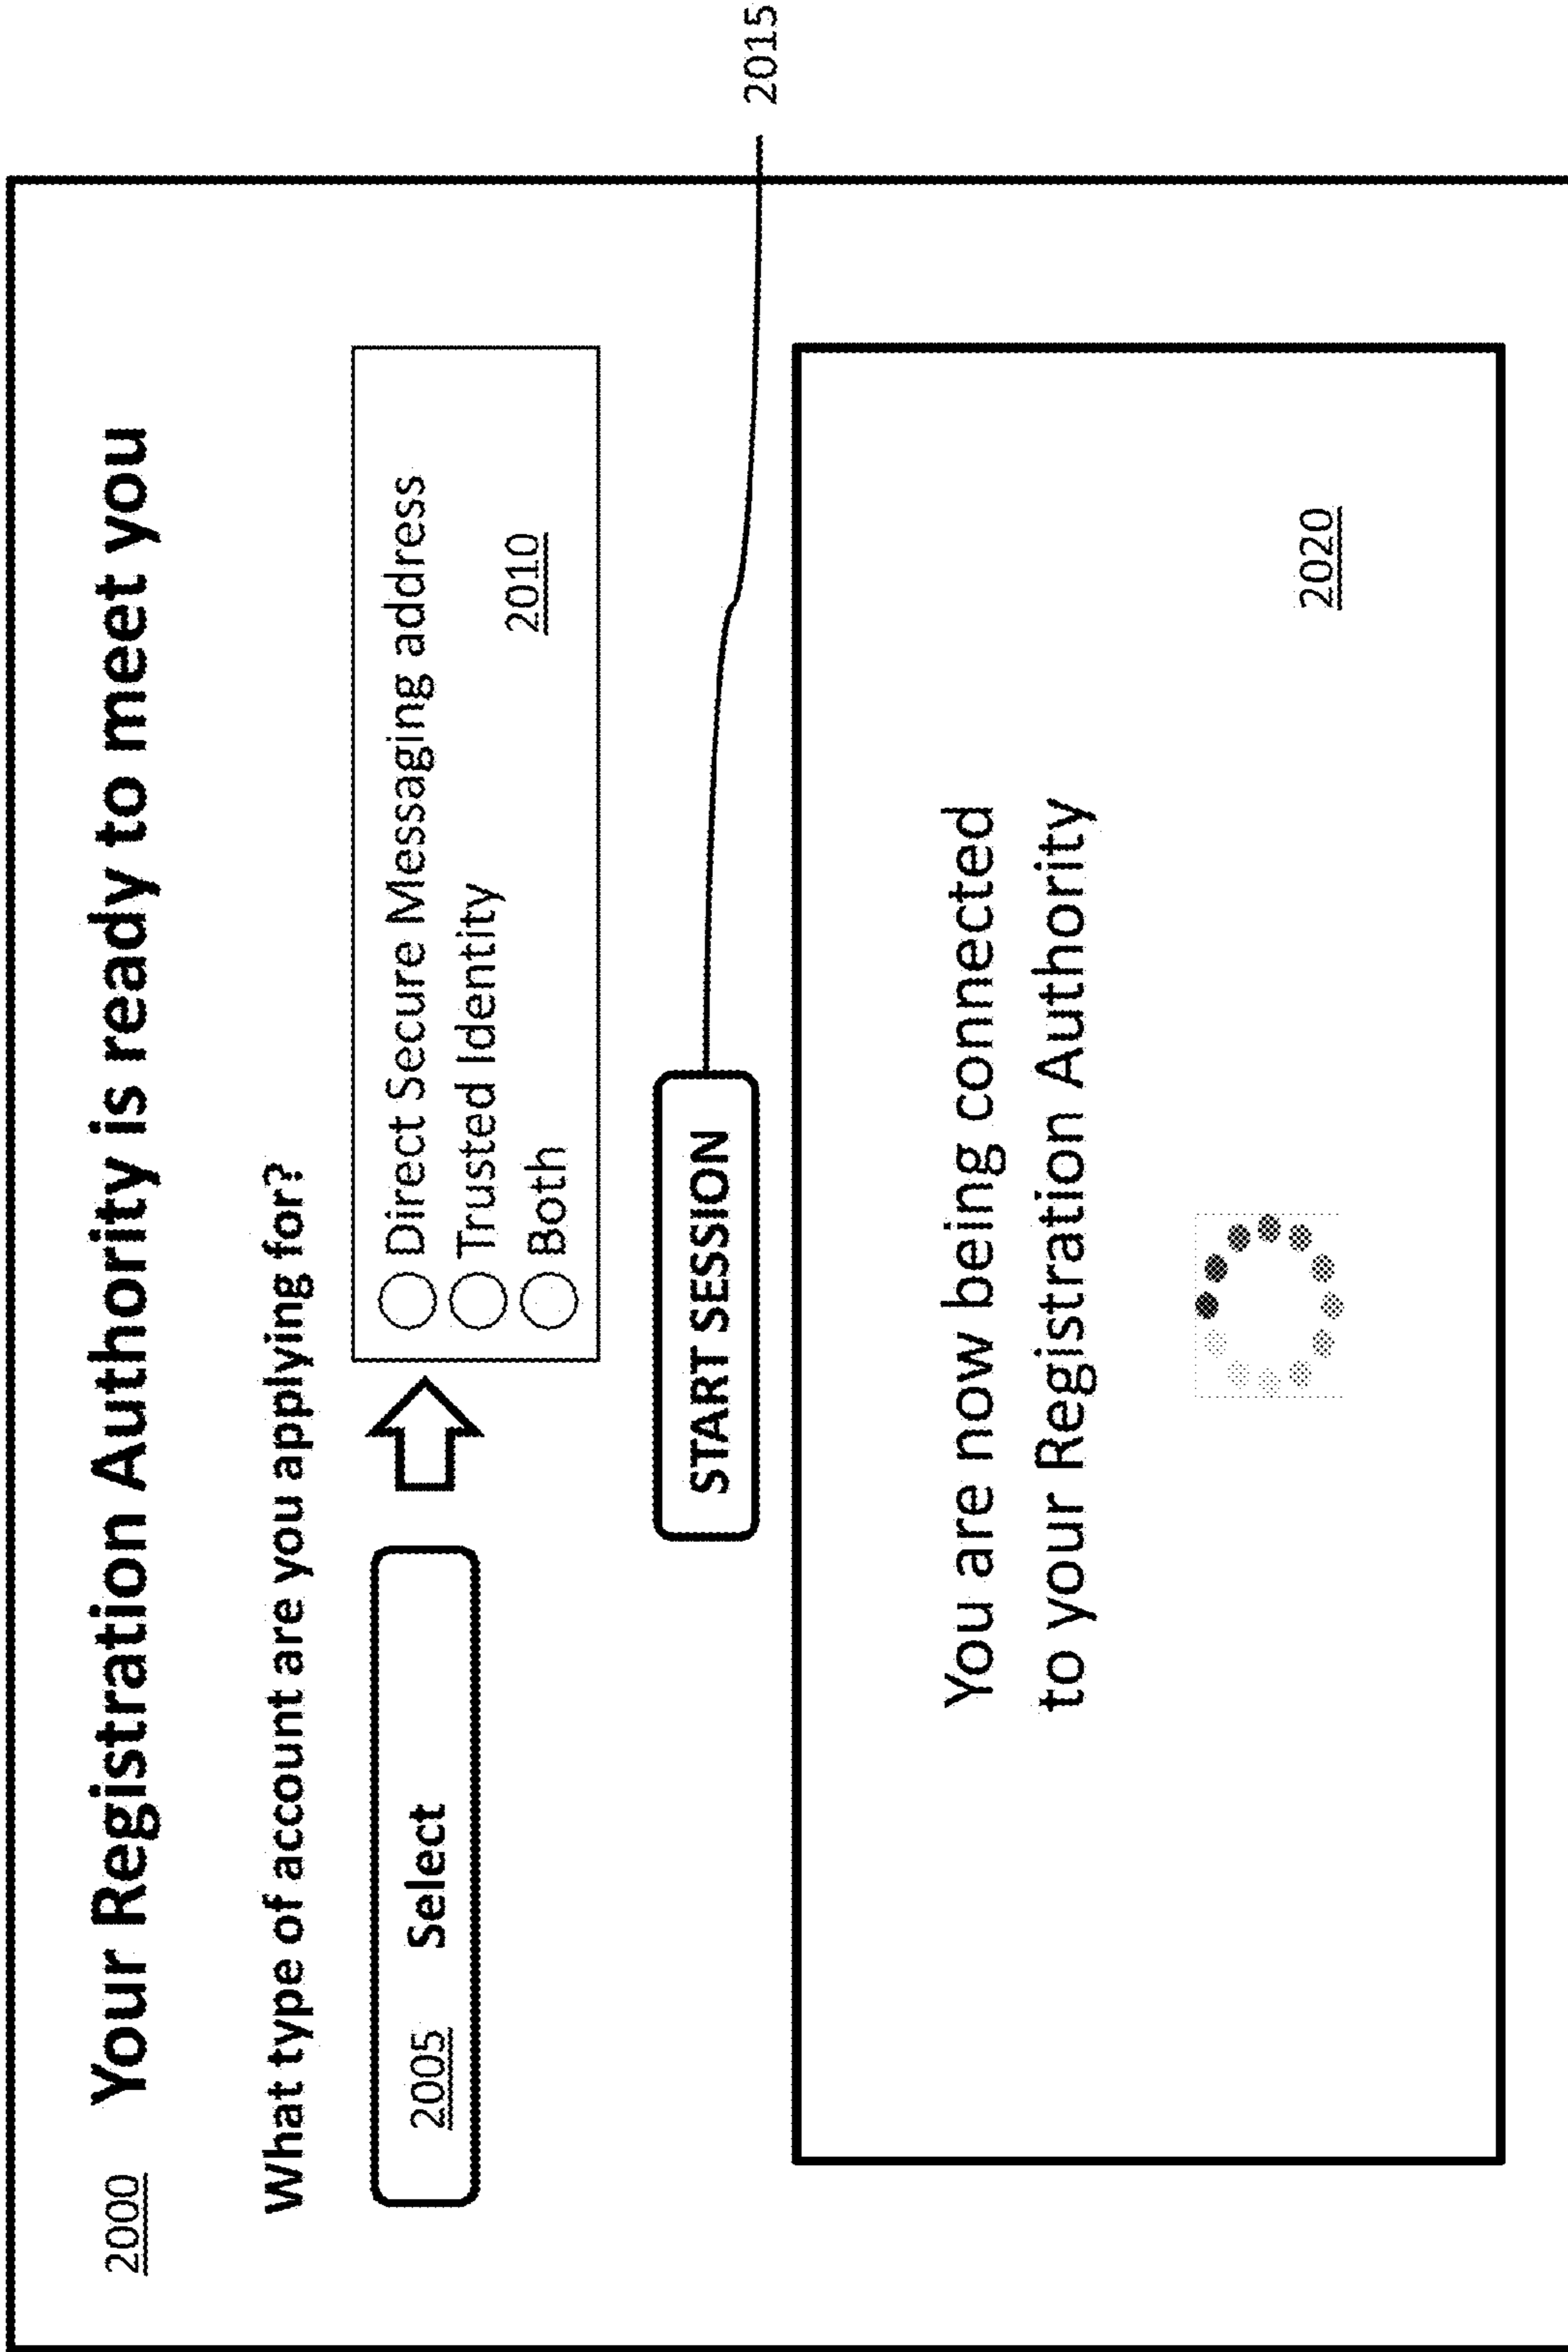 2000 Your Registration Authority is ready to meet you
What type of account are you applying for?
2005 Select
Direct Secure Messaging address
Trusted Identity
2010
Both
START SESSION
2015
You are now being connected
to your Registration Authority
2020